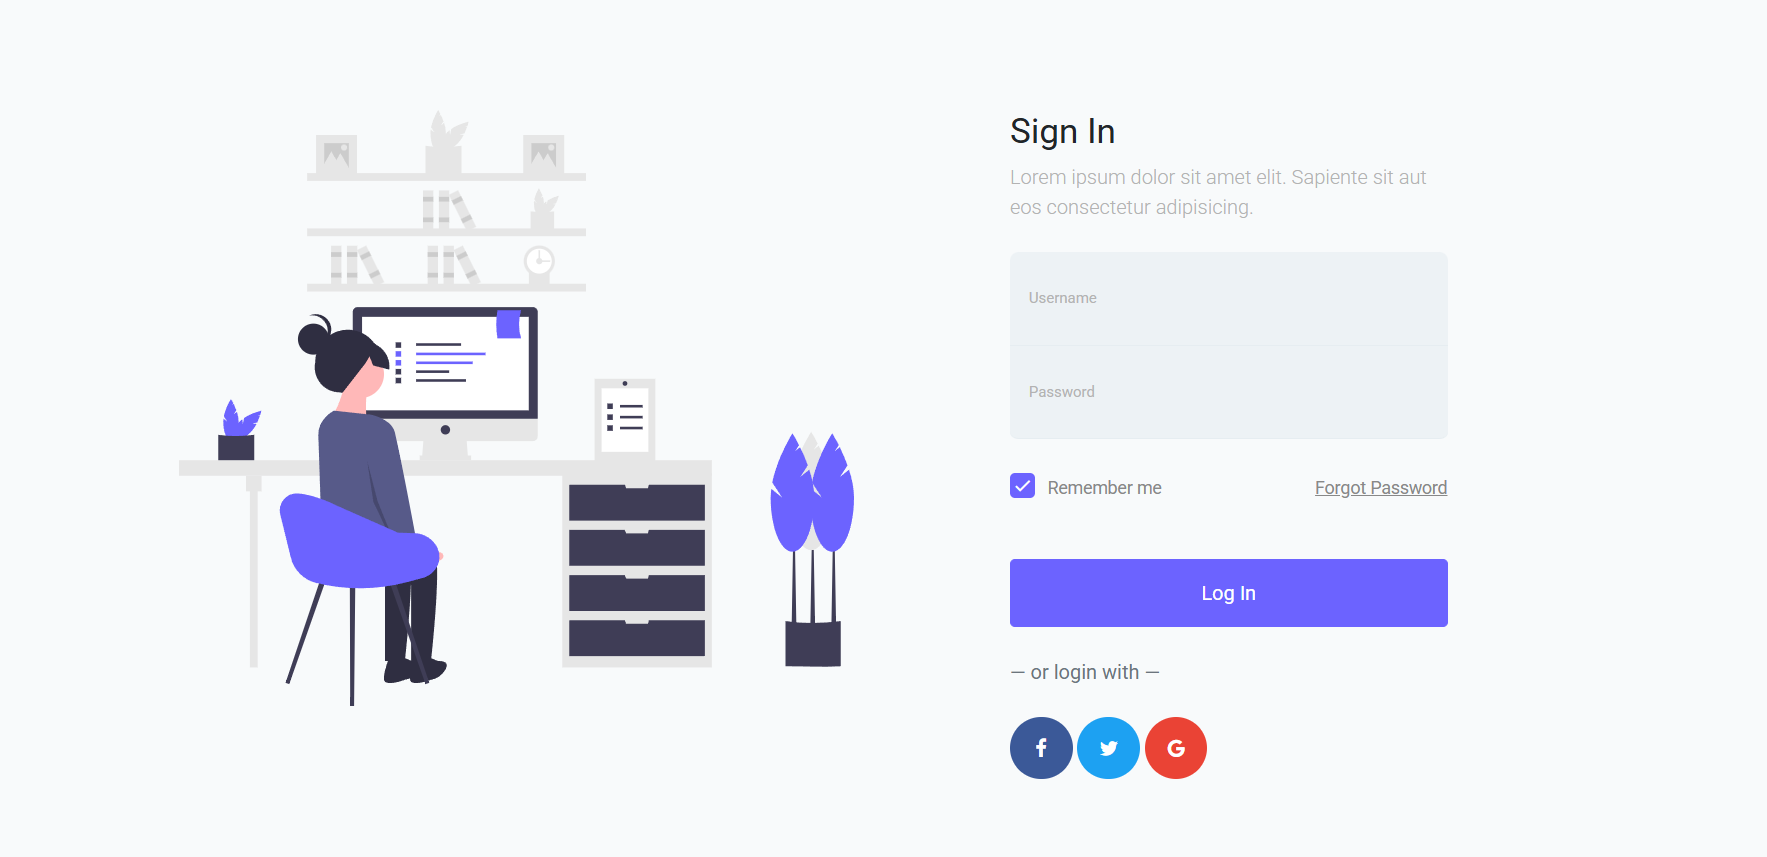 Sign In
Lorem ipsum dolor sit amet elit. Sapiente sit aut
eos consectetur adipisicing.
Username
Password
Remember me
Forgot Password
Log In
— or login with —